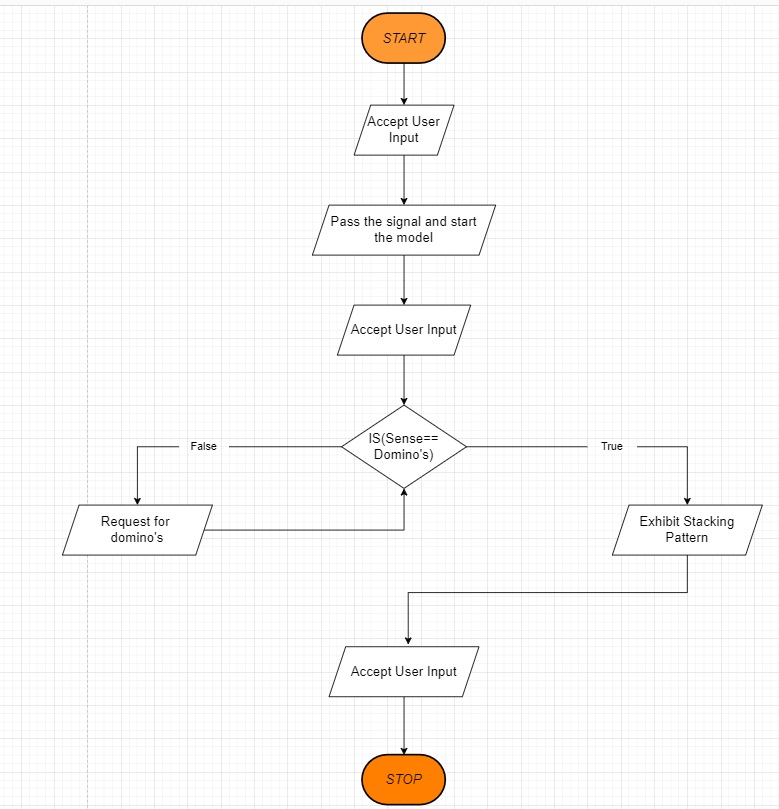 START
Accept User
Input
Pass the signal and start
the model
Accept User Input
IS(Sense==
Domino's)
False
True
Request for
domino's
Exhibit Stacking
Pattern
Accept User Input
STOP